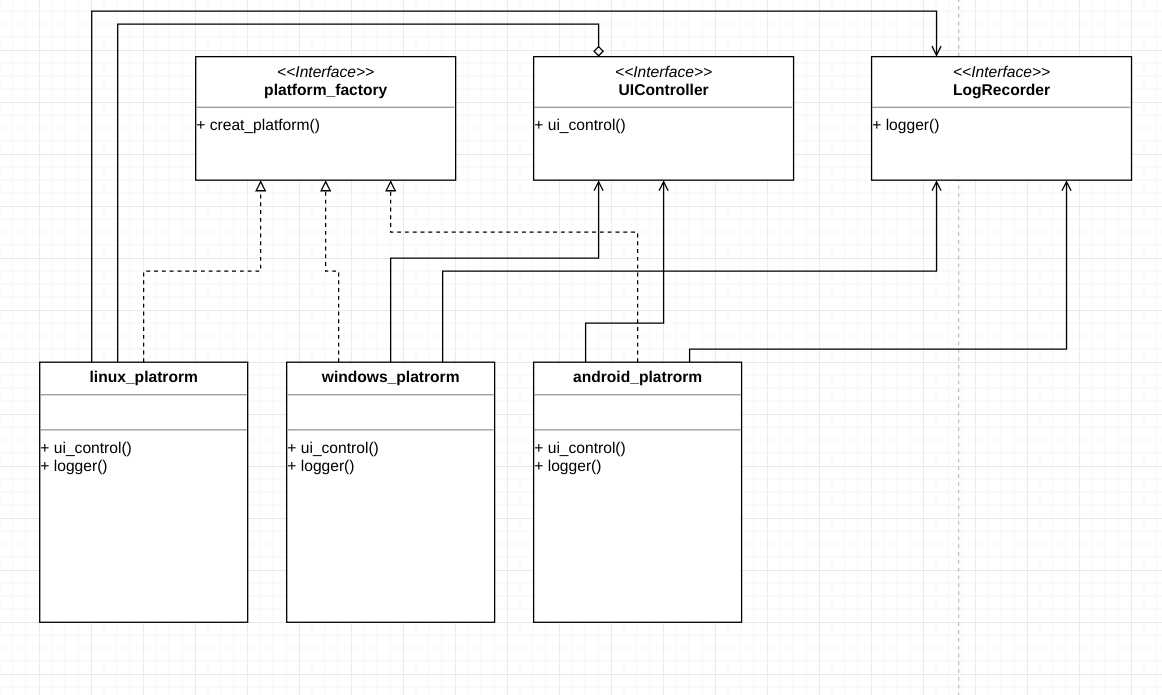 <<Interface>>
platform_factory
+ creat_platform()
<<Interface>>
UIController
+ ui_control()
<<Interface>>
LogRecorder
+ logger()
linux_platrorm
+ ui_control()
+ logger()
windows_platrorm
+ ui_control()
+ logger()
android_platrorm
+ ui_control()
+ logger()